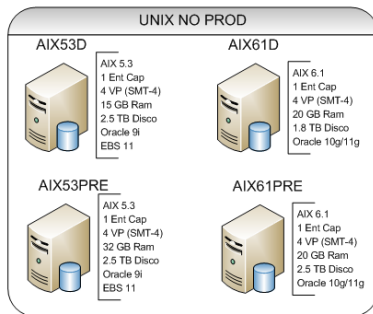 UNIX NO PROD
AIX53D
AIX 5.3
1 Ent Cap
4 VP (SMT-4)
15 GB Ram
2.5 TB Disco
Oracle 9i
EBS 11
AIX61D
AIX 6.1
1 Ent Cap
4 VP (SMT-4)
20 GB Ram
1.8 TB Disco
Oracle 10g/11g
AIX53PRE
AIX 5.3
1 Ent Cap
4 VP (SMT-4)
32 GB Ram
2.5 TB Disco
Oracle 9i
EBS 11
AIX61PRE
AIX 6.1
1 Ent Cap
4 VP (SMT-4)
20 GB Ram
2.5 TB Disco
Oracle 10g/11g